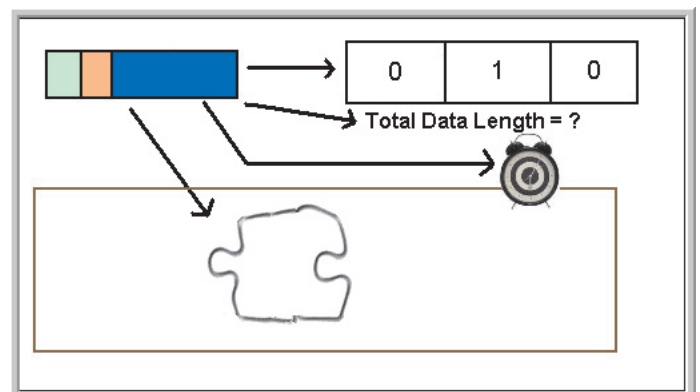 0 1 0
Total Data Length = ?